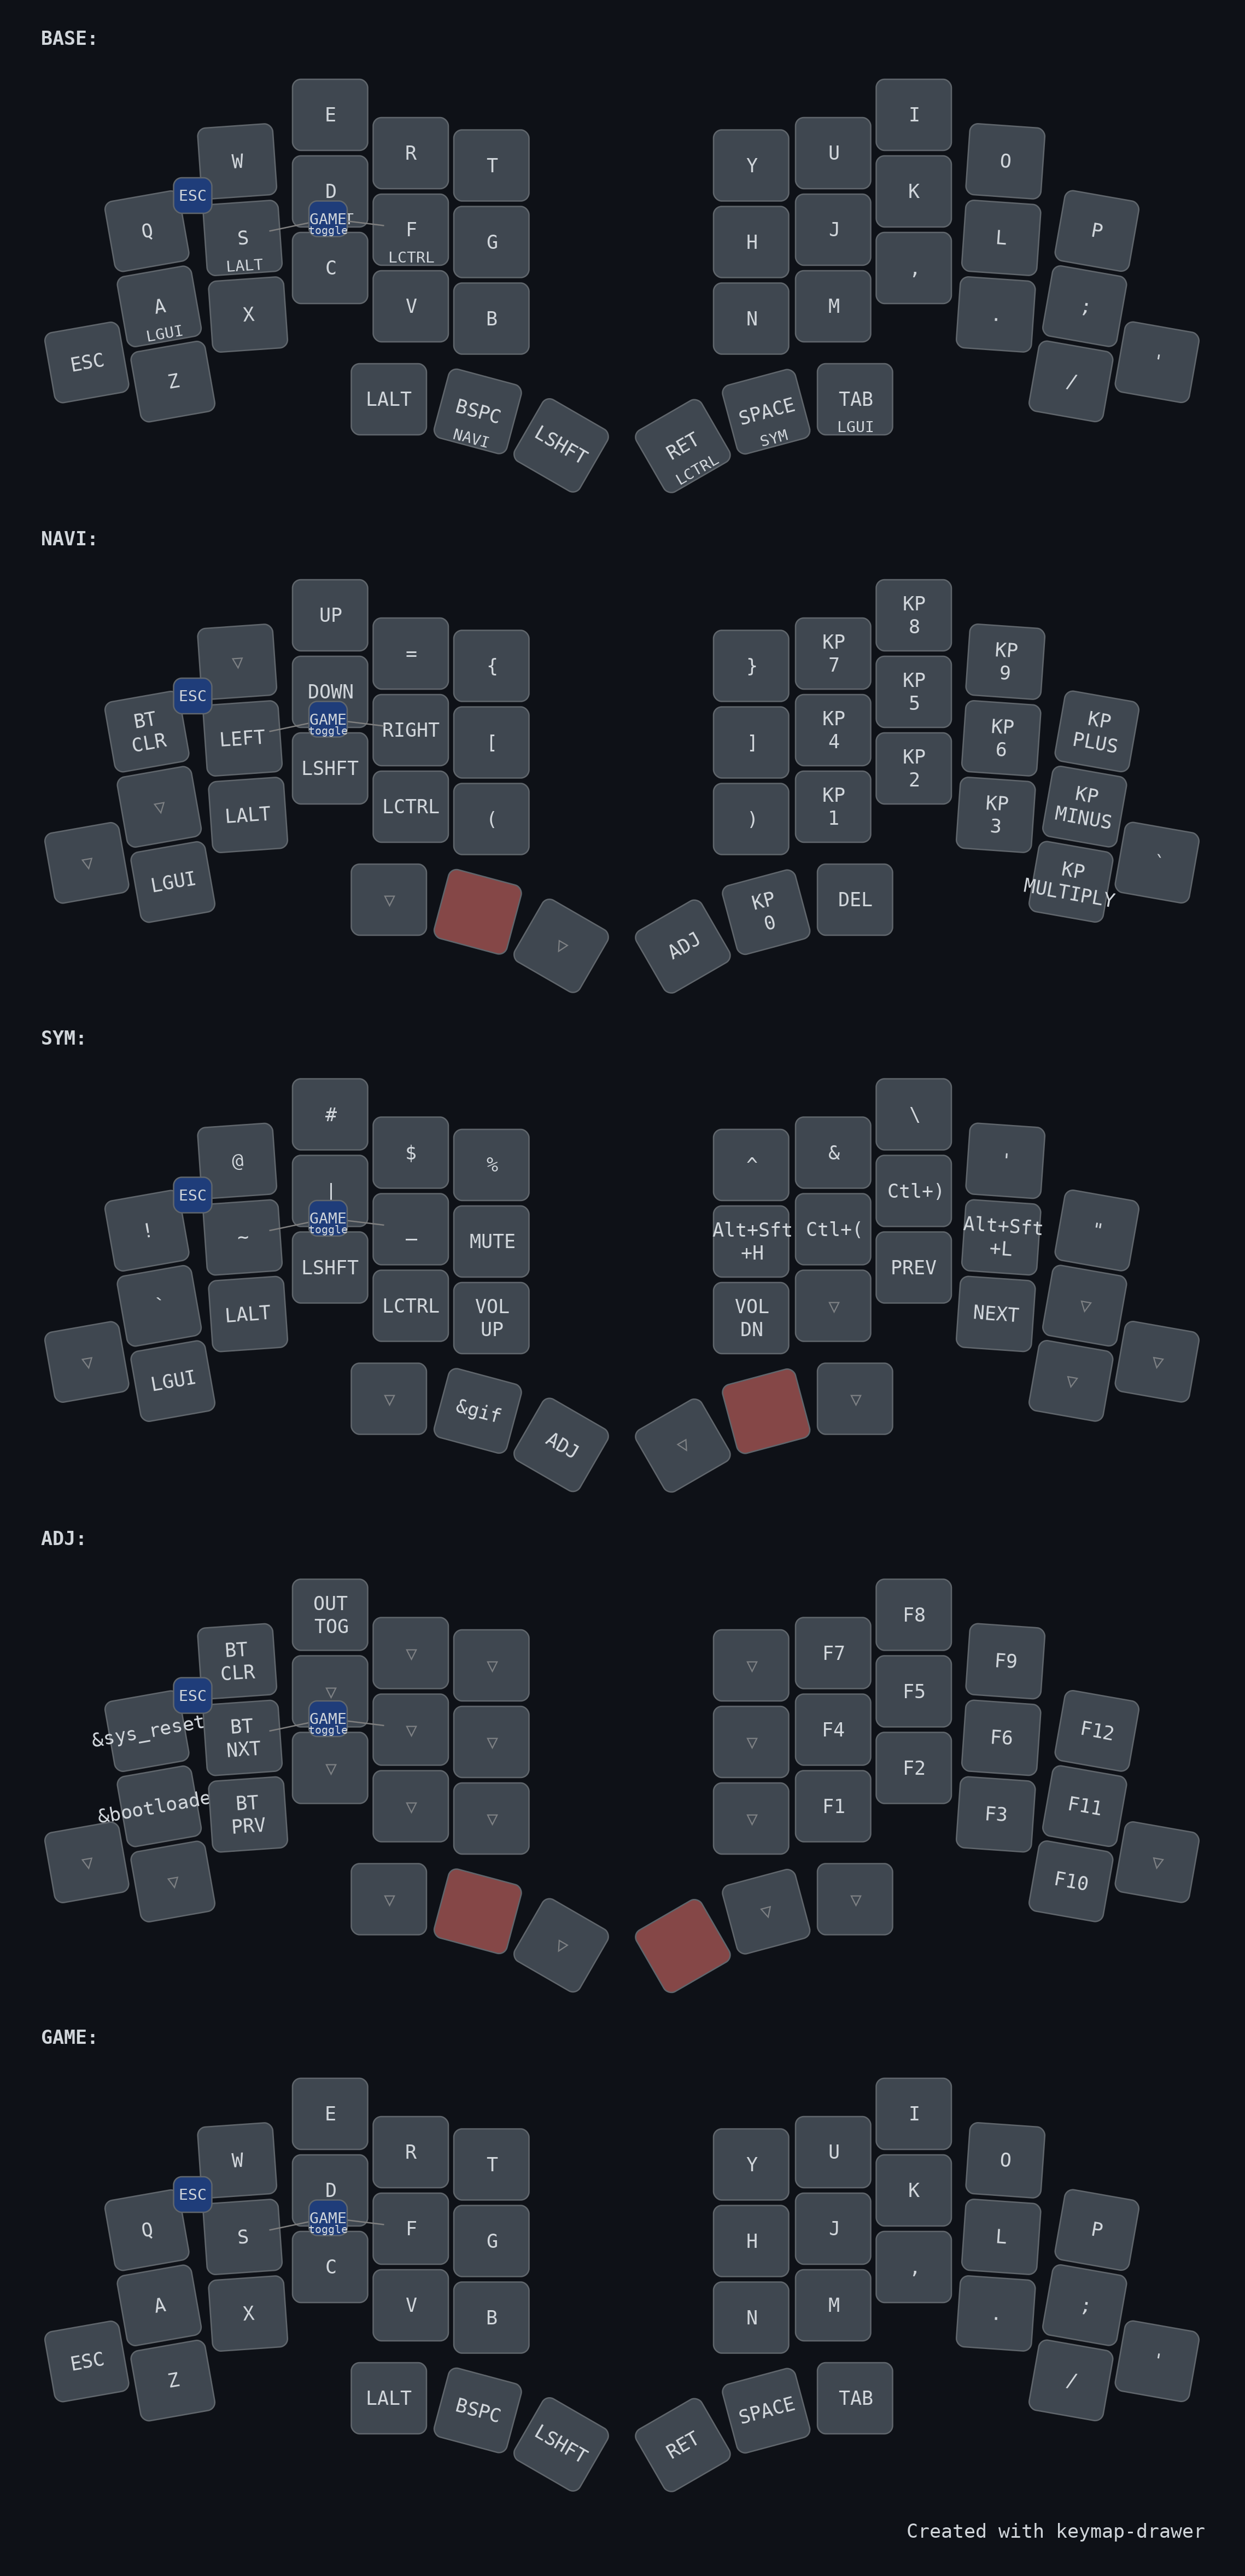 BASE:
E
I
R
U
W
O
T
Y
D
K
ESC
Q
P
F
LCTRL
J
S
LALT
L
GAME
toggle
G
H
C
,
A
LGUI
;
V
M
X
.
B
N
ESC
'
Z
/
LALT
BSPC
NAVI
LSHFT
RET
LCTRL
SPACE
SYM
TAB
LGUI
NAVI:
UP
KP
8
=
KP
7
▽
KP
9
{
}
DOWN
KP
5
ESC
BT
CLR
KP
PLUS
RIGHT
KP
4
LEFT
KP
6
GAME
toggle
[
]
LSHFT
KP
2
▽
KP
MINUS
LCTRL
KP
1
LALT
KP
3
(
)
▽
`
LGUI
KP
MULTIPLY
▽
▽
ADJ
KP
0
DEL
SYM:
#
\
$
&
@
'
%
^
|
Ctl+)
ESC
!
"
_
Ctl+(
~
Alt+Sft
+L
GAME
toggle
MUTE
Alt+Sft
+H
LSHFT
PREV
`
▽
LCTRL
▽
LALT
NEXT
VOL
UP
VOL
DN
▽
▽
LGUI
▽
▽
&gif
ADJ
▽
▽
ADJ:
OUT
TOG
F8
▽
F7
BT
CLR
F9
▽
▽
▽
F5
ESC
&sys_reset
F12
▽
F4
BT
NXT
F6
GAME
toggle
▽
▽
▽
F2
&bootloade
F11
▽
F1
BT
PRV
F3
▽
▽
▽
▽
▽
F10
▽
▽
▽
▽
GAME:
E
I
R
U
W
O
T
Y
D
K
ESC
Q
P
F
J
S
L
GAME
toggle
G
H
C
,
A
;
V
M
X
.
B
N
ESC
'
Z
/
LALT
BSPC
LSHFT
RET
SPACE
TAB
Created with keymap-drawer